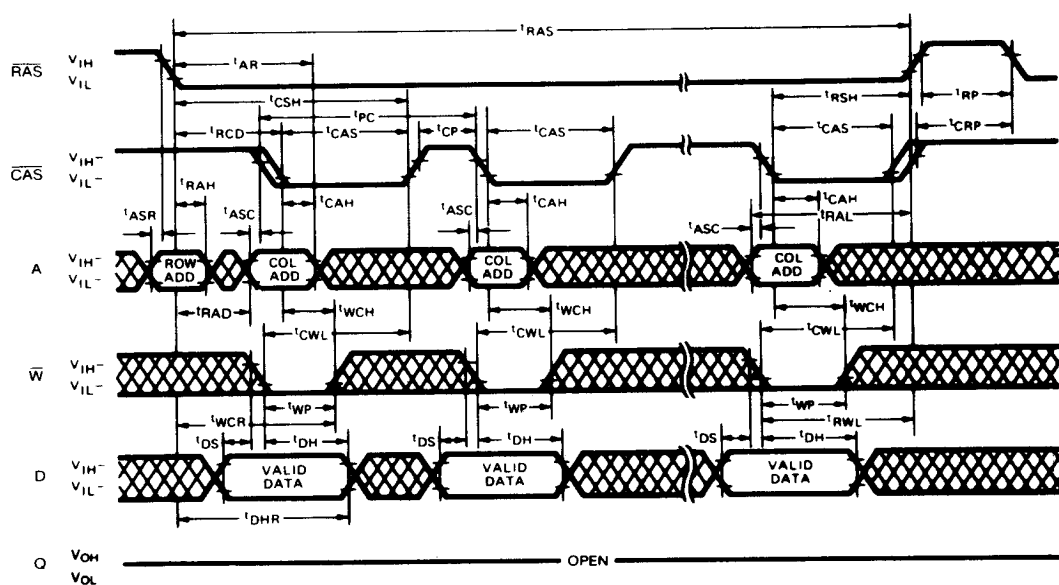 tRAS
RAS VIH
VIL
tAR
tCSH tRSH tRP
tPC
tRCD tCAS tCP tCAS tCAS tCRP
CAS VIH-
VIL-
tRAH tCAH tCAH tCAH
tASR tASC tASC tASC tRAL
A VIH-
VIL-
ROW ADD COL ADD COL ADD COL ADD
tRAD tWCH tWCH tWCH
tCWL tCWL tCWL
W VIH-
VIL-
tWP tWP tWP
tWCR tRWL
tDS tDH tDS tDH tDS tDH
D VIH-
VIL-
VALID DATA VALID DATA VALID DATA
tDHR
Q VOH
VOL
OPEN